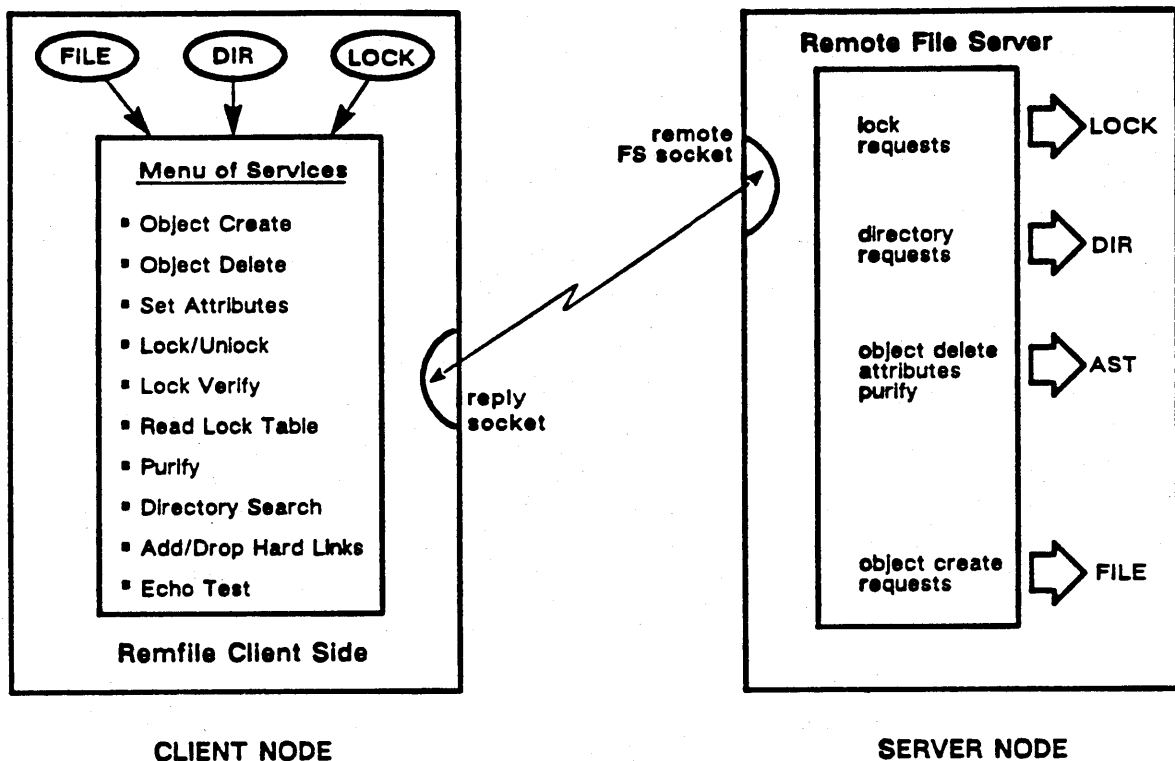 FILE
DIR
LOCK
Menu of Services
▪ Object Create
▪ Object Delete
▪ Set Attributes
▪ Lock/Unlock
▪ Lock Verify
▪ Read Lock Table
▪ Purify
▪ Directory Search
▪ Add/Drop Hard Links
▪ Echo Test
Remfile Client Side
CLIENT NODE
reply
socket
remote
FS socket
Remote File Server
lock
requests
LOCK
directory
requests
DIR
object delete
attributes
purify
AST
object create
requests
FILE
SERVER NODE